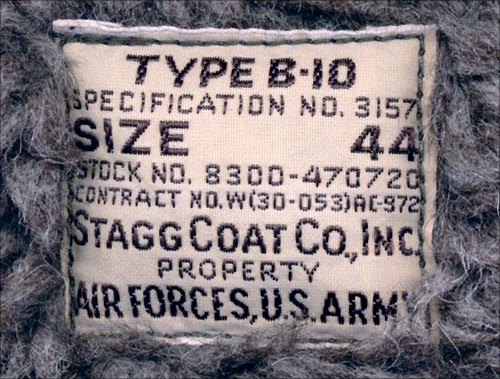 TYPE B-10
SPECIFICATION NO. 3157
SIZE 44
STOCK NO. 8300-470720
CONTRACT NO.W(30-053)AC-972
STAGG COAT CO., INC.
PROPERTY
AIR FORCES, U.S. ARMY